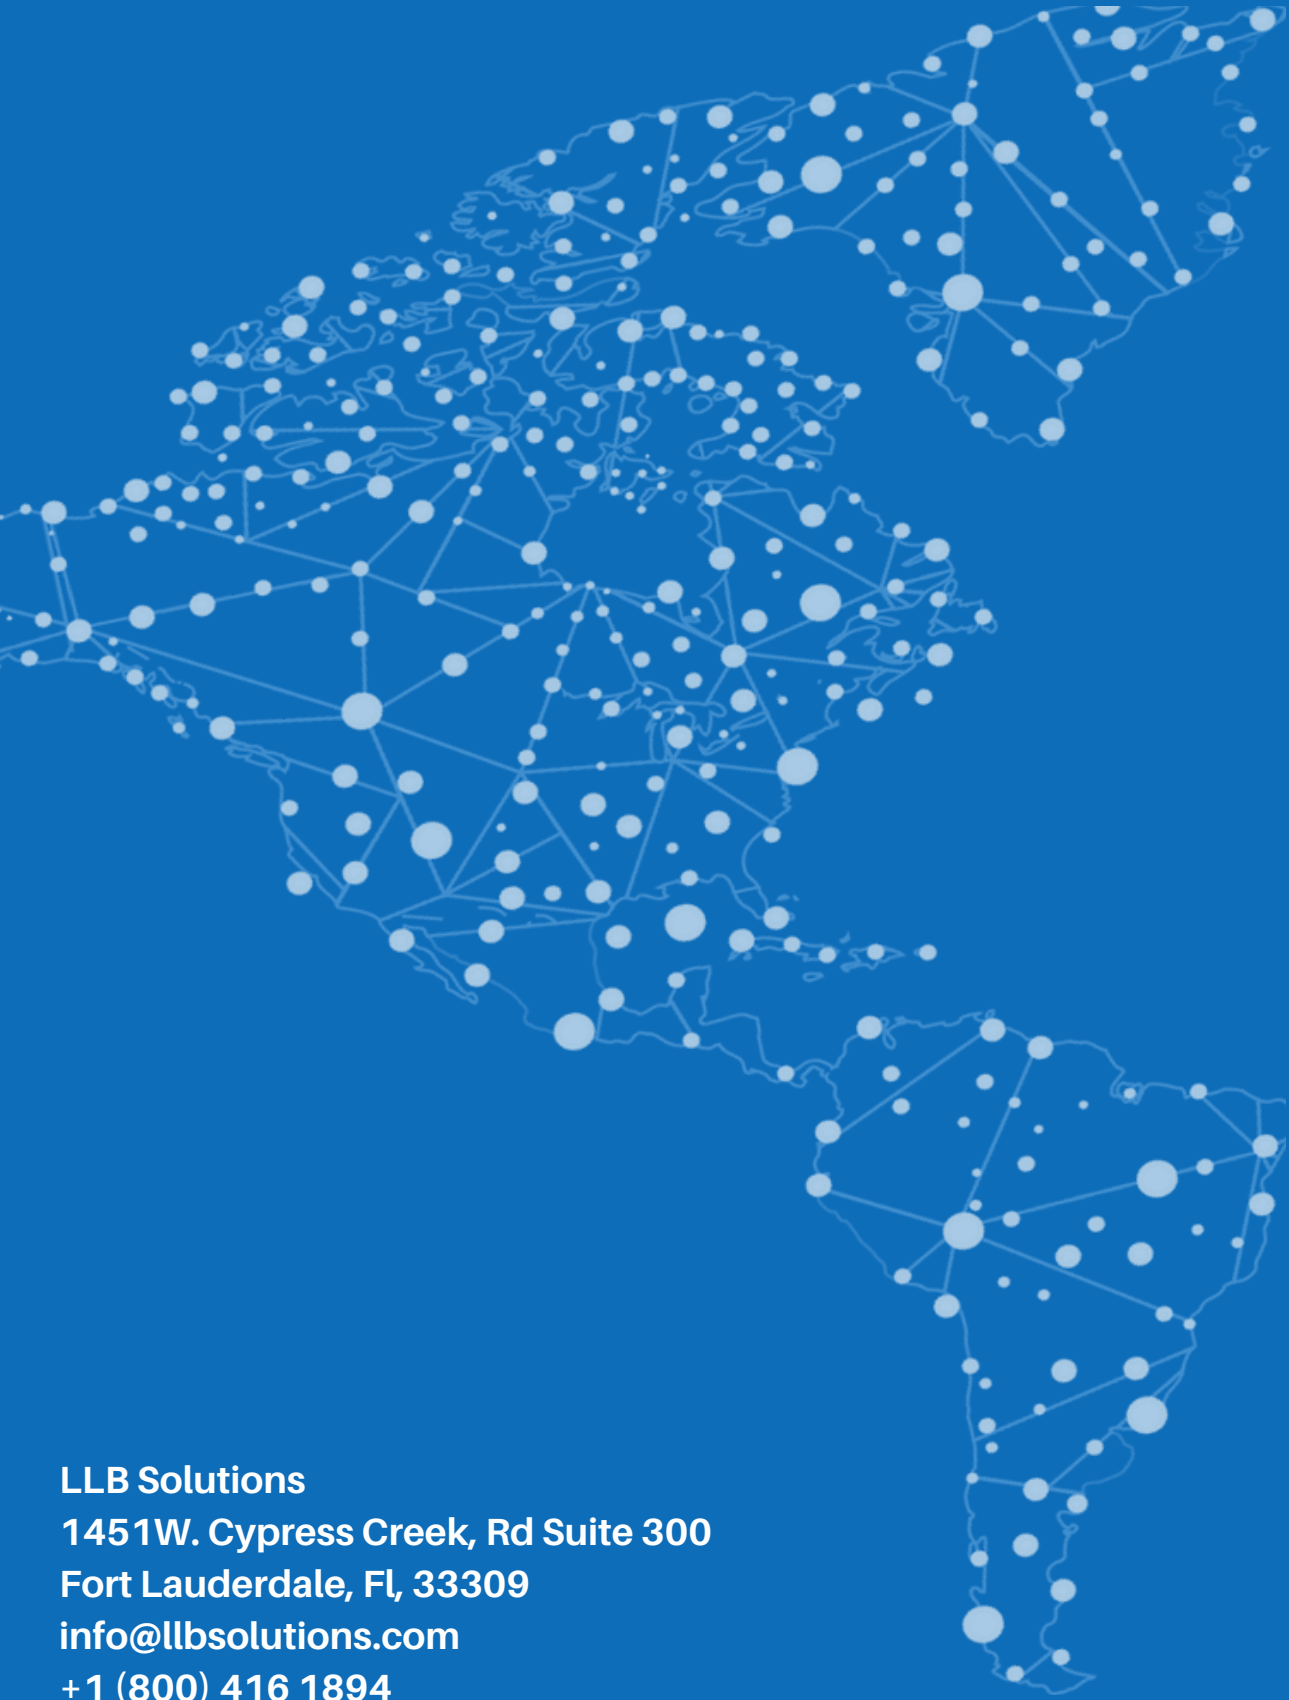 LLB Solutions
1451W. Cypress Creek, Rd Suite 300
Fort Lauderdale, Fl, 33309
info@llbsolutions.com
+1 (800) 416 1894